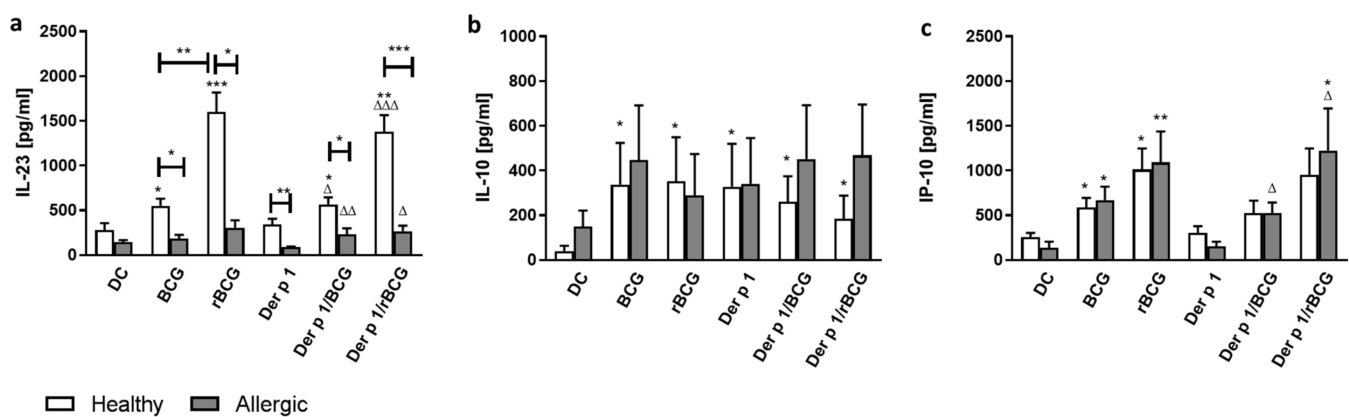 a
IL-23 [pg/ml]
2500
2000
1500
1000
500
0
** *
***
***
*
*
**
*
*
Δ
ΔΔ
**
ΔΔΔ
Δ
DC
BCG
rBCG
Der p 1
Der p 1/BCG
Der p 1/rBCG
b
IL-10 [pg/ml]
1000
800
600
400
200
0
* * * * *
DC
BCG
rBCG
Der p 1
Der p 1/BCG
Der p 1/rBCG
c
IP-10 [pg/ml]
2500
2000
1500
1000
500
0
* *
* **
Δ
*
Δ
DC
BCG
rBCG
Der p 1
Der p 1/BCG
Der p 1/rBCG
Healthy Allergic